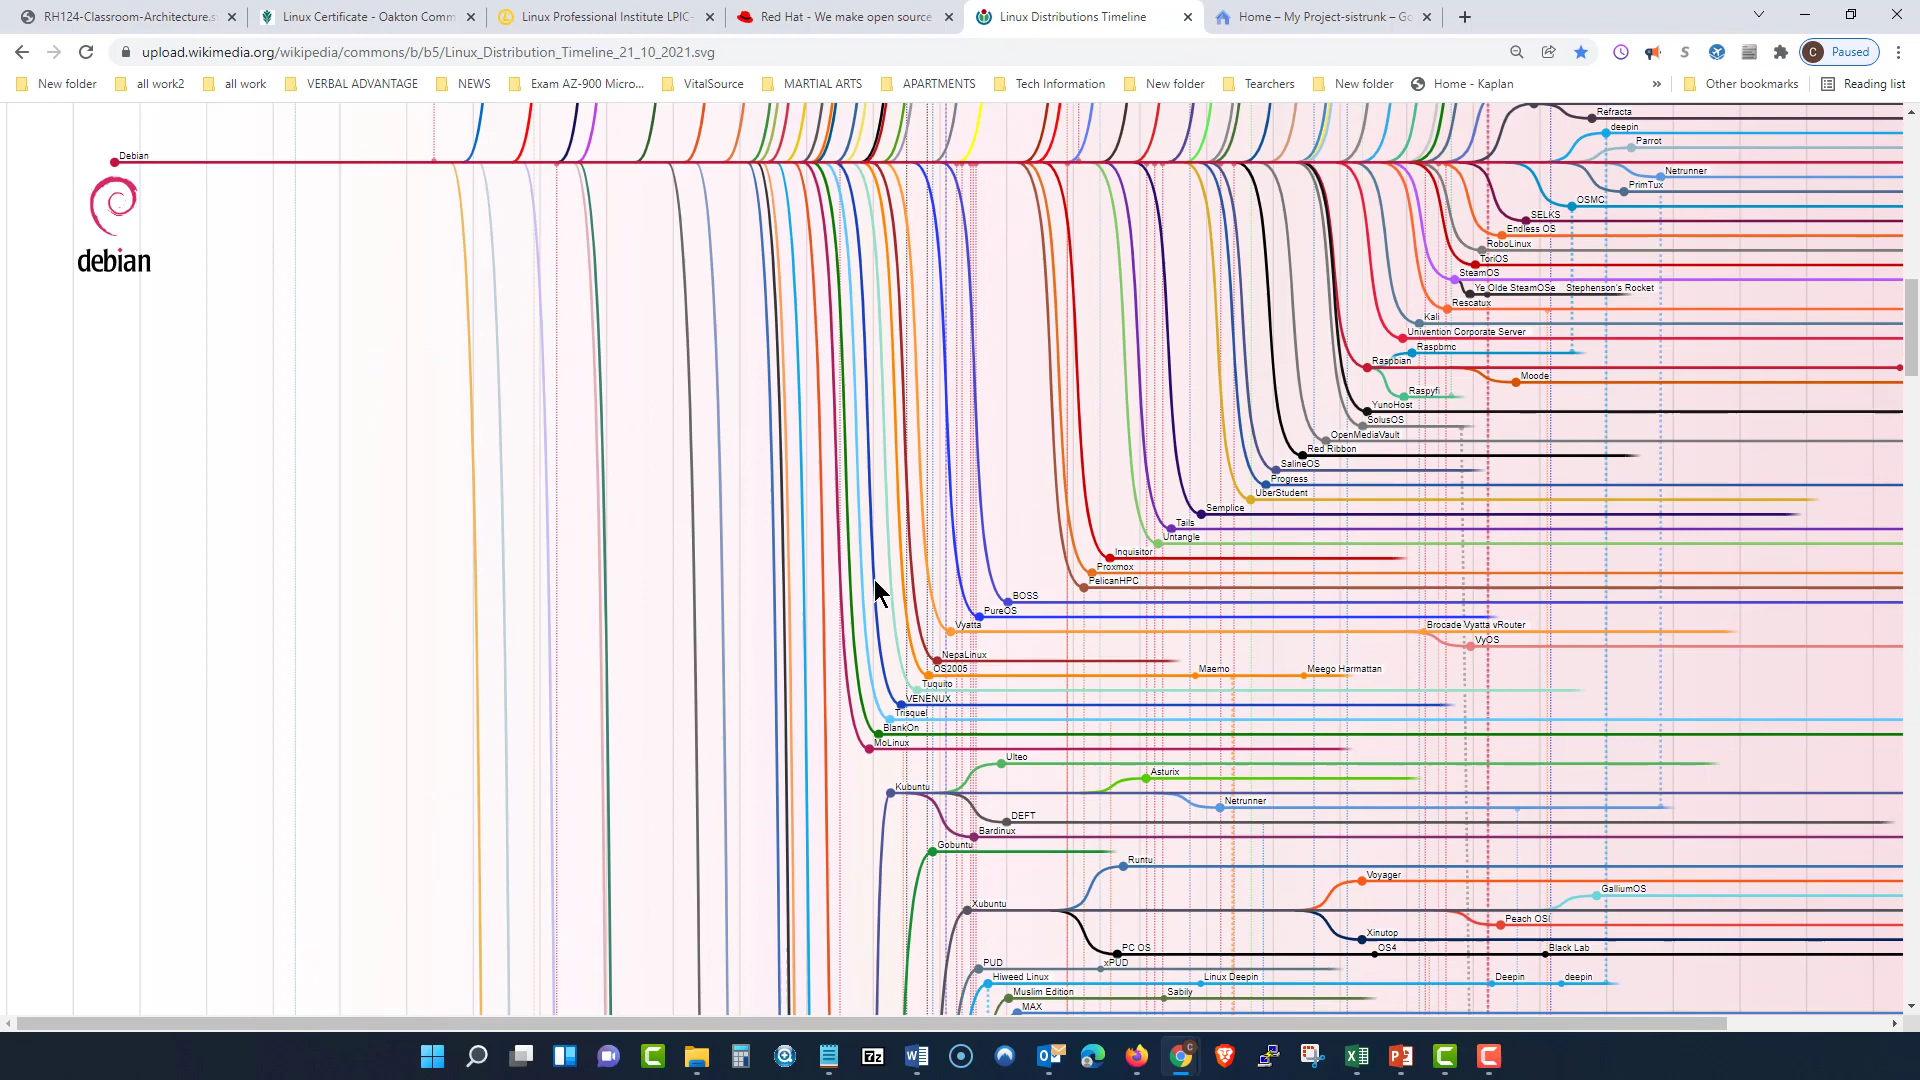 RH124-Classroom-Architecture.s
Linux Certificate - Oakton Comm
Linux Professional Institute LPIC-
Red Hat - We make open source
Linux Distributions Timeline
Home – My Project-sistrunk – Go
upload.wikimedia.org/wikipedia/commons/b/b5/Linux_Distribution_Timeline_21_10_2021.svg
C Paused
New folder
all work2
all work
VERBAL ADVANTAGE
NEWS
Exam AZ-900 Micro...
VitalSource
MARTIAL ARTS
APARTMENTS
Tech Information
New folder
Tearchers
New folder
Home - Kaplan
»
Other bookmarks
Reading list
Refracta
deepin
Parrot
Debian
Netrunner
PrimTux
OSMC
SELKS
Endless OS
RoboLinux
debian
ToriOS
SteamOS
Ye Olde SteamOSe
Stephenson's Rocket
Rescatux
Kali
Univention Corporate Server
Raspbmc
Raspbian
Moode
Raspyfi
YunoHost
SolusOS
OpenMediaVault
Red Ribbon
SalineOS
Progress
UberStudent
Semplice
Tails
Untangle
Inquisitor
Proxmox
PelicanHPC
BOSS
PureOS
Vyatta
Brocade Vyatta vRouter
VyOS
NepaLinux
OS2005
Maemo
Meego Harmattan
Tuquito
VENENUX
Trisquel
BlankOn
MoLinux
Ulteo
Asturix
Kubuntu
Netrunner
DEFT
Bardinux
Gobuntu
Runtu
Voyager
GalliumOS
Xubuntu
Peach OSI
Xinutop
PC OS
OS4
Black Lab
PUD
xPUD
Hiweed Linux
Linux Deepin
Deepin
deepin
Muslim Edition
Sabily
MAX